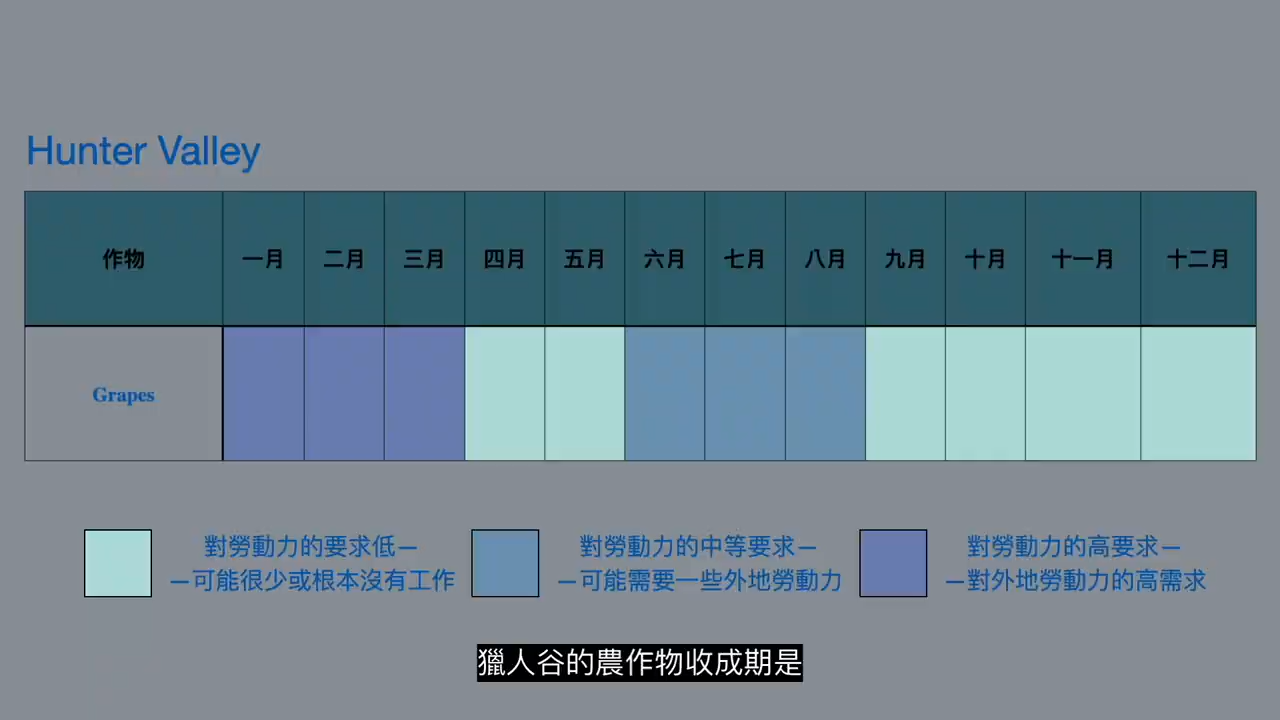 Hunter Valley
作物 一月 二月 三月 四月 五月 六月 七月 八月 九月 十月 十一月 十二月
Grapes
對勞動力的要求低－
－可能很少或根本沒有工作
對勞動力的中等要求－
－可能需要一些外地勞動力
對勞動力的高要求－
－對外地勞動力的高需求
獵人谷的農作物收成期是